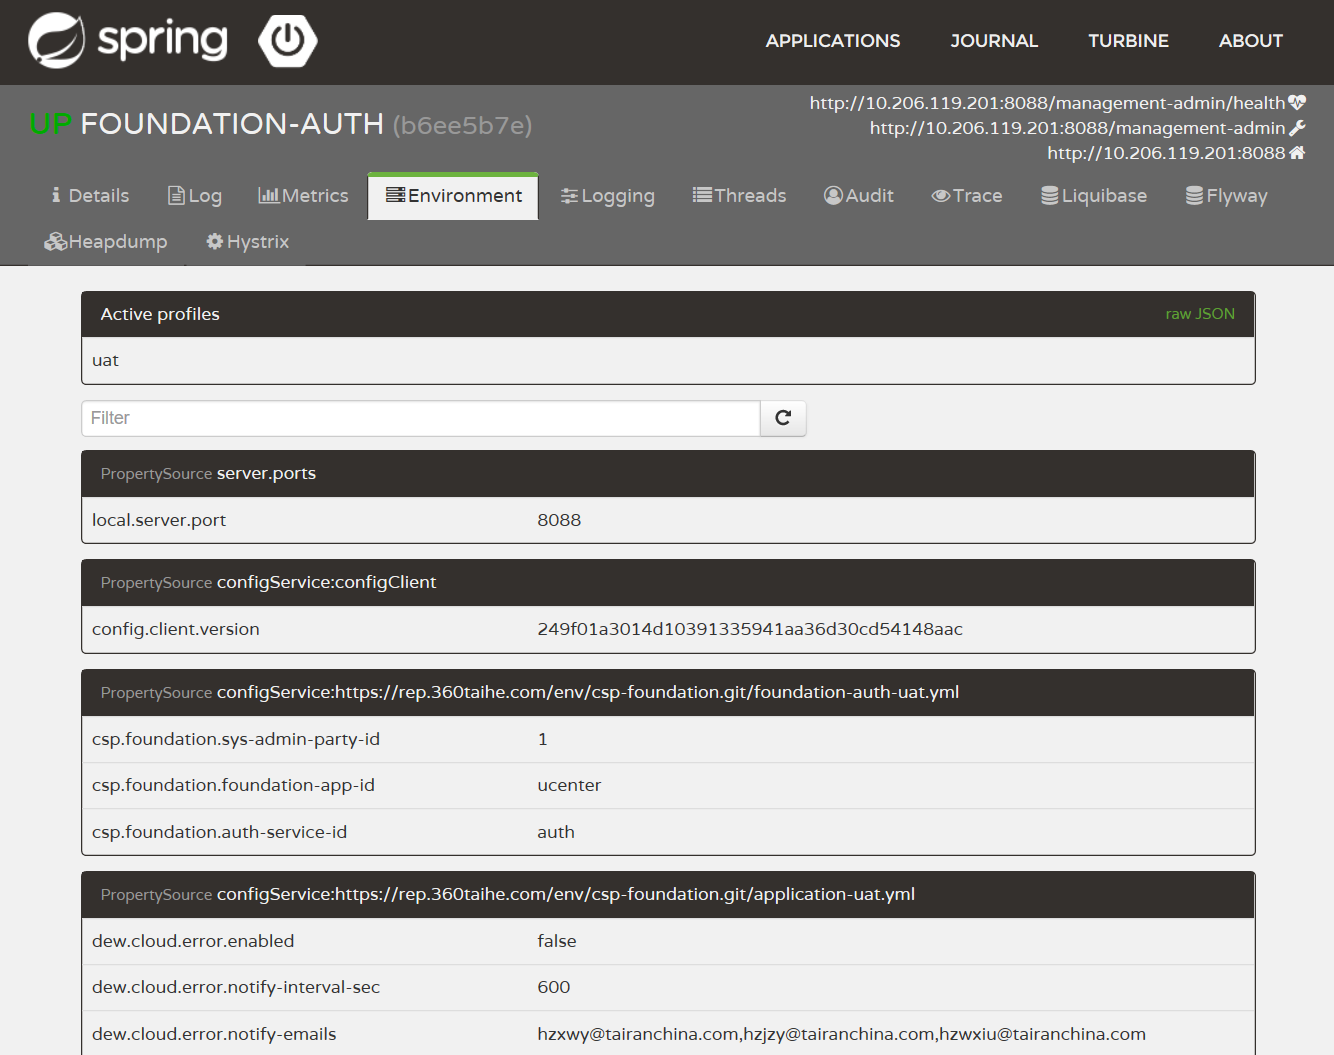 spring APPLICATIONS JOURNAL TURBINE ABOUT
http://10.206.119.201:8088/management-admin/health
UP FOUNDATION-AUTH (b6ee5b7e)
http://10.206.119.201:8088/management-admin
http://10.206.119.201:8088
Details Log Metrics Environment Logging Threads Audit Trace Liquibase Flyway
Heapdump Hystrix
Active profiles raw JSON
uat
Filter
PropertySource server.ports
local.server.port 8088
PropertySource configService:configClient
config.client.version 249f01a3014d10391335941aa36d30cd54148aac
PropertySource configService:https://rep.360taihe.com/env/csp-foundation.git/foundation-auth-uat.yml
csp.foundation.sys-admin-party-id 1
csp.foundation.foundation-app-id ucenter
csp.foundation.auth-service-id auth
PropertySource configService:https://rep.360taihe.com/env/csp-foundation.git/application-uat.yml
dew.cloud.error.enabled false
dew.cloud.error.notify-interval-sec 600
dew.cloud.error.notify-emails hzxwy@tairanchina.com,hzjzy@tairanchina.com,hzwxiu@tairanchina.com